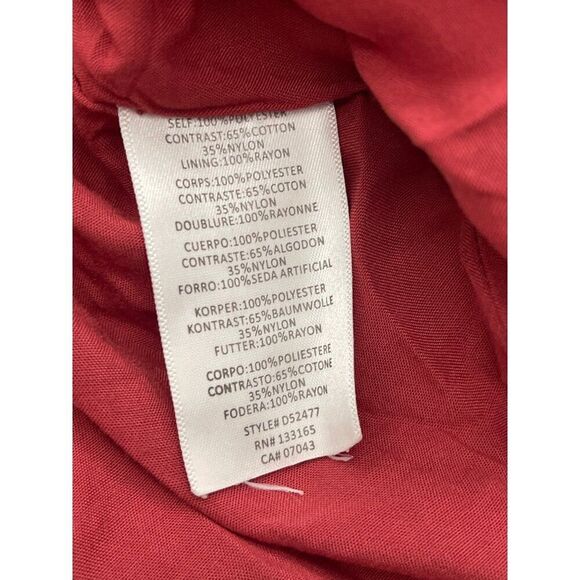 SELF:100%POLYESTER
CONTRAST:65%COTTON
35%NYLON
LINING:100%RAYON
CORPS:100%POLYESTER
CONTRASTE:65%COTON
35%NYLON
DOUBLURE:100%RAYONNE
CUERPO:100%POLIESTER
CONTRASTE:65%ALGODON
35%NYLON
FORRO:100%SEDA ARTIFICIAL
KORPER:100%POLYESTER
KONTRAST:65%BAUMWOLLE
35%NYLON
FUTTER:100%RAYON
CORPO:100%POLIESTERE
CONTRASTO:65%COTONE
35%NYLON
FODERA:100%RAYON
STYLE# D52477
RN# 133165
CA# 07043